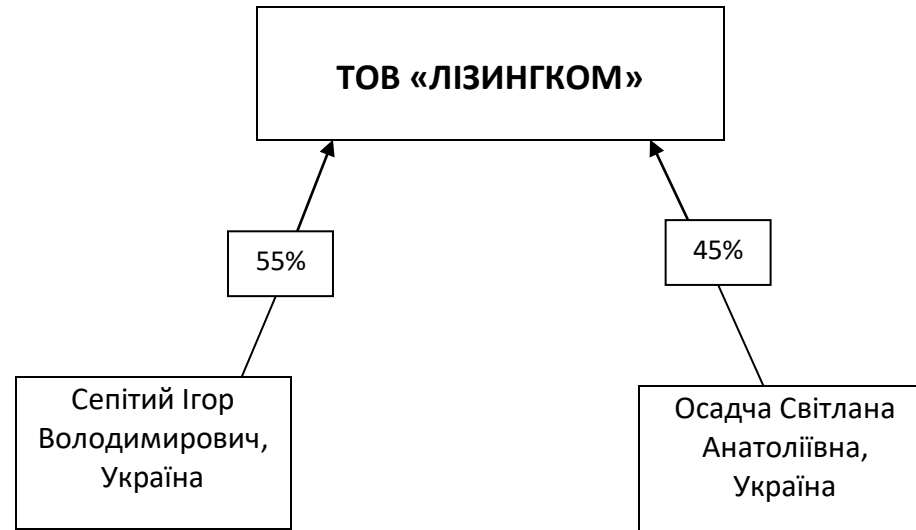 ТОВ «ЛІЗИНГКОМ»
55%
45%
Сепітий Ігор
Володимирович,
Україна
Осадча Світлана
Анатоліївна,
Україна